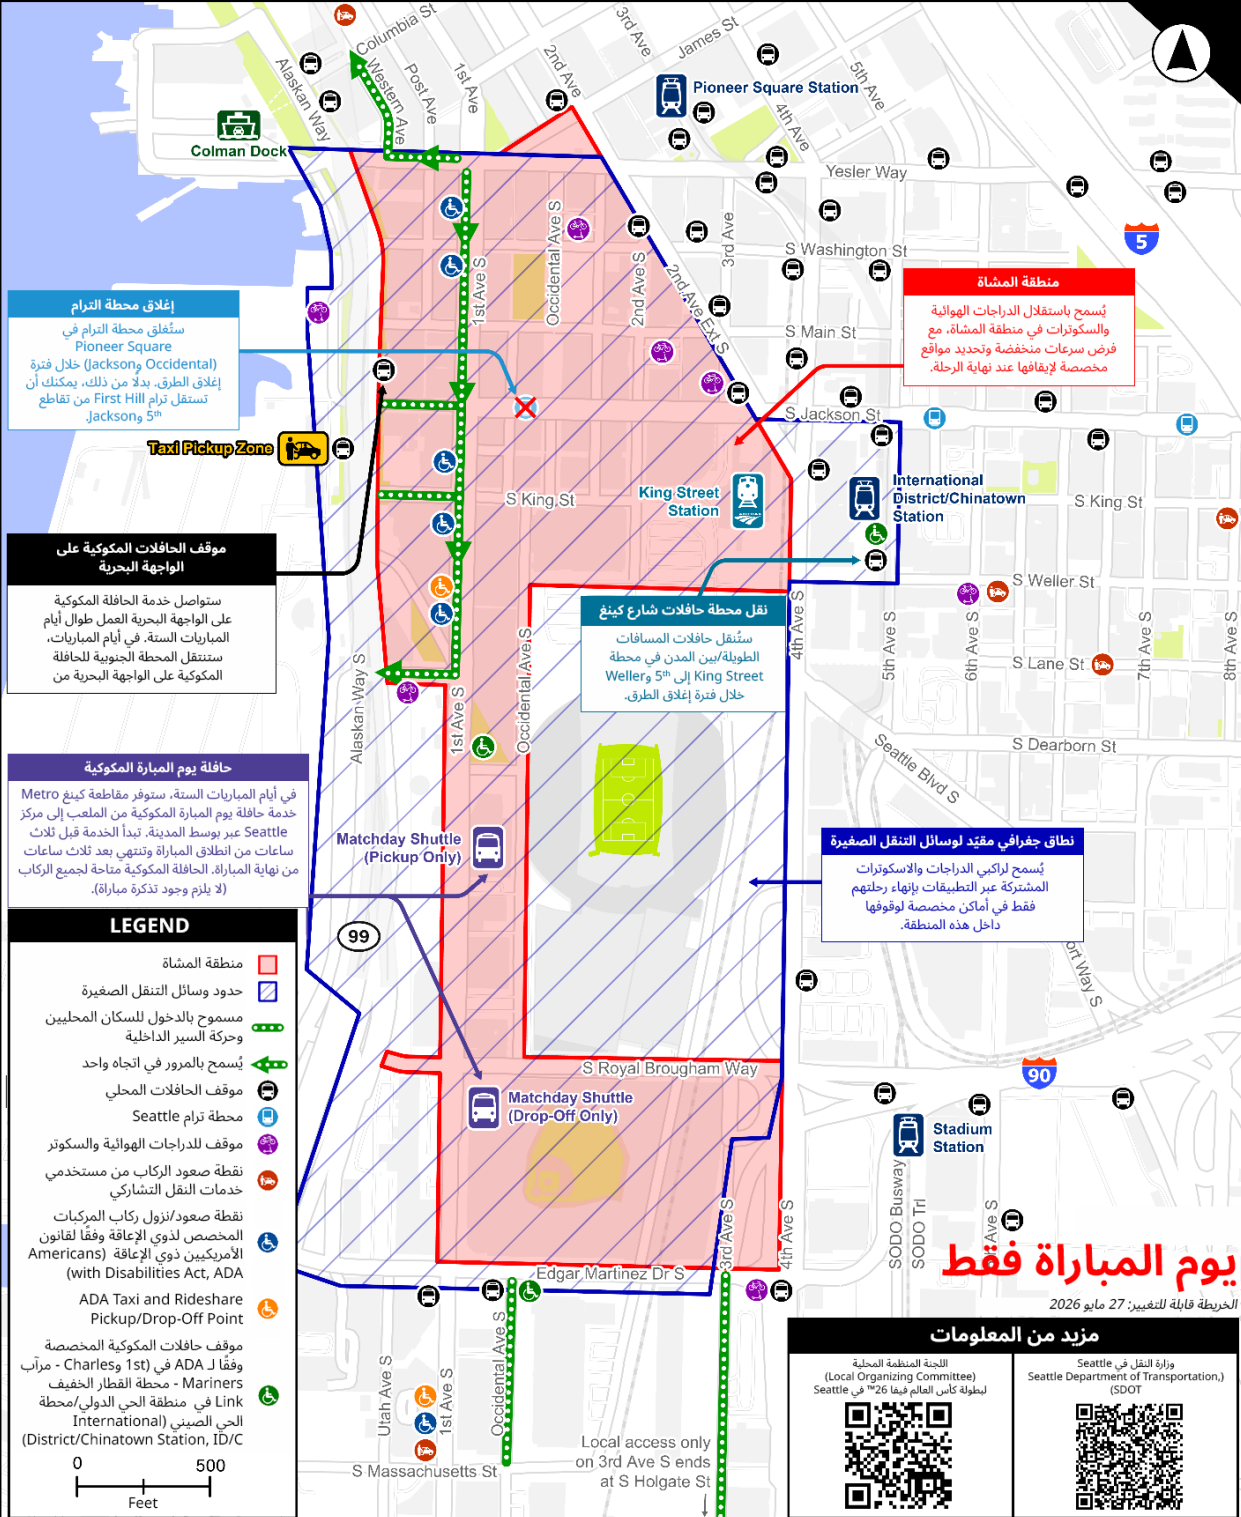 Columbia St
3rd Ave
James St
2nd Ave
5th Ave
Alaskan Way
Western Ave
Post Ave
1st Ave
Pioneer Square Station
4th Ave
Colman Dock
Yesler Way
5
3rd Ave
S Washington St
Occidental Ave S
2nd Ave S
2nd Ave Ext S
1st Ave S
S Main St
S Jackson St
منطقة المشاة
يُسمح باستقلال الدراجات الهوائية
والسكوترات في منطقة المشاة، مع
فرض سرعات منخفضة وتحديد مواقع
مخصصة لإيقافها عند نهاية الرحلة.
إغلاق محطة الترام
ستُغلق محطة الترام في
Pioneer Square
(Occidental وJackson) خلال فترة
إغلاق الطرق. بدلًا من ذلك، يمكنك أن
تستقل ترام First Hill من تقاطع
5th وJackson.
Taxi Pickup Zone
S King St
King Street
Station
International
District/Chinatown
Station
S King St
موقف الحافلات المكوكية على
الواجهة البحرية
ستواصل خدمة الحافلة المكوكية
على الواجهة البحرية العمل طوال أيام
المباريات الستة. في أيام المباريات،
ستنتقل المحطة الجنوبية للحافلة
المكوكية على الواجهة البحرية من
نقل محطة حافلات شارع كينغ
ستُنقل حافلات المسافات
الطويلة/بين المدن في محطة
King Street إلى 5th وWeller
خلال فترة إغلاق الطرق.
S Weller St
4th Ave S
5th Ave S
6th Ave S
7th Ave S
8th Ave S
S Lane St
Alaskan Way S
1st Ave S
Occidental Ave S
S Dearborn St
Seattle Blvd S
حافلة يوم المباراة المكوكية
في أيام المباريات الستة، ستوفر مقاطعة كينغ Metro
خدمة حافلة يوم المباراة المكوكية من الملعب إلى مركز
Seattle عبر بوسط المدينة. تبدأ الخدمة قبل ثلاث
ساعات من انطلاق المباراة وتنتهي بعد ثلاث ساعات
من نهاية المباراة. الحافلة المكوكية متاحة لجميع الركاب
(لا يلزم وجود تذكرة مباراة).
Matchday Shuttle
(Pickup Only)
نطاق جغرافي مقيّد لوسائل التنقل الصغيرة
يُسمح لراكبي الدراجات والاسكوترات
المشتركة عبر التطبيقات بإنهاء رحلتهم
فقط في أماكن مخصصة لوقوفها
داخل هذه المنطقة.
99
ort Way S
S Royal Brougham Way
90
Matchday Shuttle
(Drop-Off Only)
Stadium
Station
SODO Busway
SODO Trl
Ave S
3rd Ave S
4th Ave S
Edgar Martinez Dr S
Utah Ave S
1st Ave S
Occidental Ave S
S Massachusetts St
Local access only
on 3rd Ave S ends
at S Holgate St
LEGEND
منطقة المشاة
حدود وسائل التنقل الصغيرة
مسموح بالدخول للسكان المحليين
وحركة السير الداخلية
يُسمح بالمرور في اتجاه واحد
موقف الحافلات المحلي
محطة ترام Seattle
موقف للدراجات الهوائية والسكوتر
نقطة صعود الركاب من مستخدمي
خدمات النقل التشاركي
نقطة صعود/نزول ركاب المركبات
المخصص لذوي الإعاقة وفقًا لقانون
الأمريكيين ذوي الإعاقة (Americans
with Disabilities Act, ADA)
ADA Taxi and Rideshare
Pickup/Drop-Off Point
موقف حافلات المكوكية المخصصة
وفقًا لـ ADA في (1st وCharles - مرآب
Mariners - محطة القطار الخفيف
Link في منطقة الحي الدولي/محطة
الحي الصيني (International
District/Chinatown Station, ID/C)
0 500
Feet
يوم المباراة فقط
الخريطة قابلة للتغيير: 27 مايو 2026
مزيد من المعلومات
اللجنة المنظمة المحلية
(Local Organizing Committee)
لبطولة كأس العالم فيفا 26™ في Seattle
وزارة النقل في Seattle
(Seattle Department of Transportation,
SDOT)